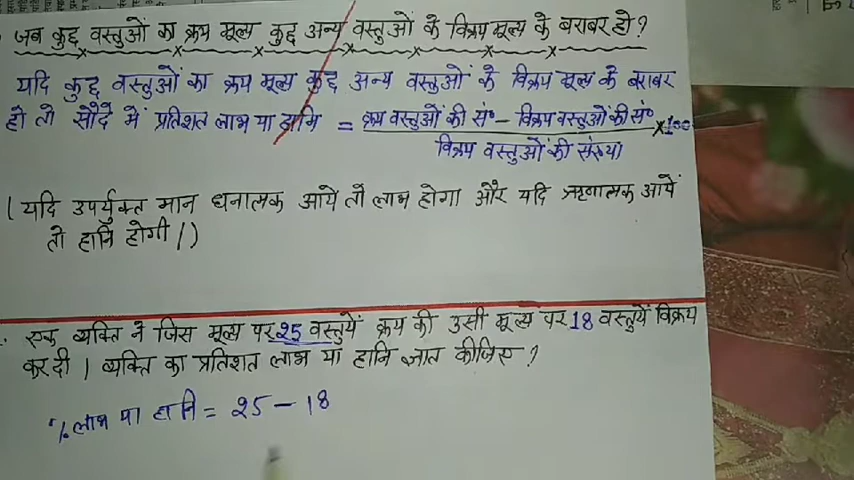 जब कुछ वस्तुओं का क्रय मूल्य कुछ अन्य वस्तुओं के विक्रय मूल्य के बराबर हो?
यदि कुछ वस्तुओं का क्रय मूल्य कुछ अन्य वस्तुओं के विक्रय मूल्य के बराबर
हो तो सौदे में प्रतिशत लाभ या हानि = क्रय वस्तुओं की सं० - विक्रय वस्तुओं की सं० × 100
विक्रय वस्तुओं की संख्या
(यदि उपर्युक्त मान धनात्मक आये तो लाभ होगा और यदि ऋणात्मक आये
तो हानि होगी।)
एक व्यक्ति ने जिस मूल्य पर 25 वस्तुयें क्रय की उसी मूल्य पर 18 वस्तुयें विक्रय
कर दी। व्यक्ति का प्रतिशत लाभ या हानि ज्ञात कीजिए?
% लाभ या हानि = 25 - 18